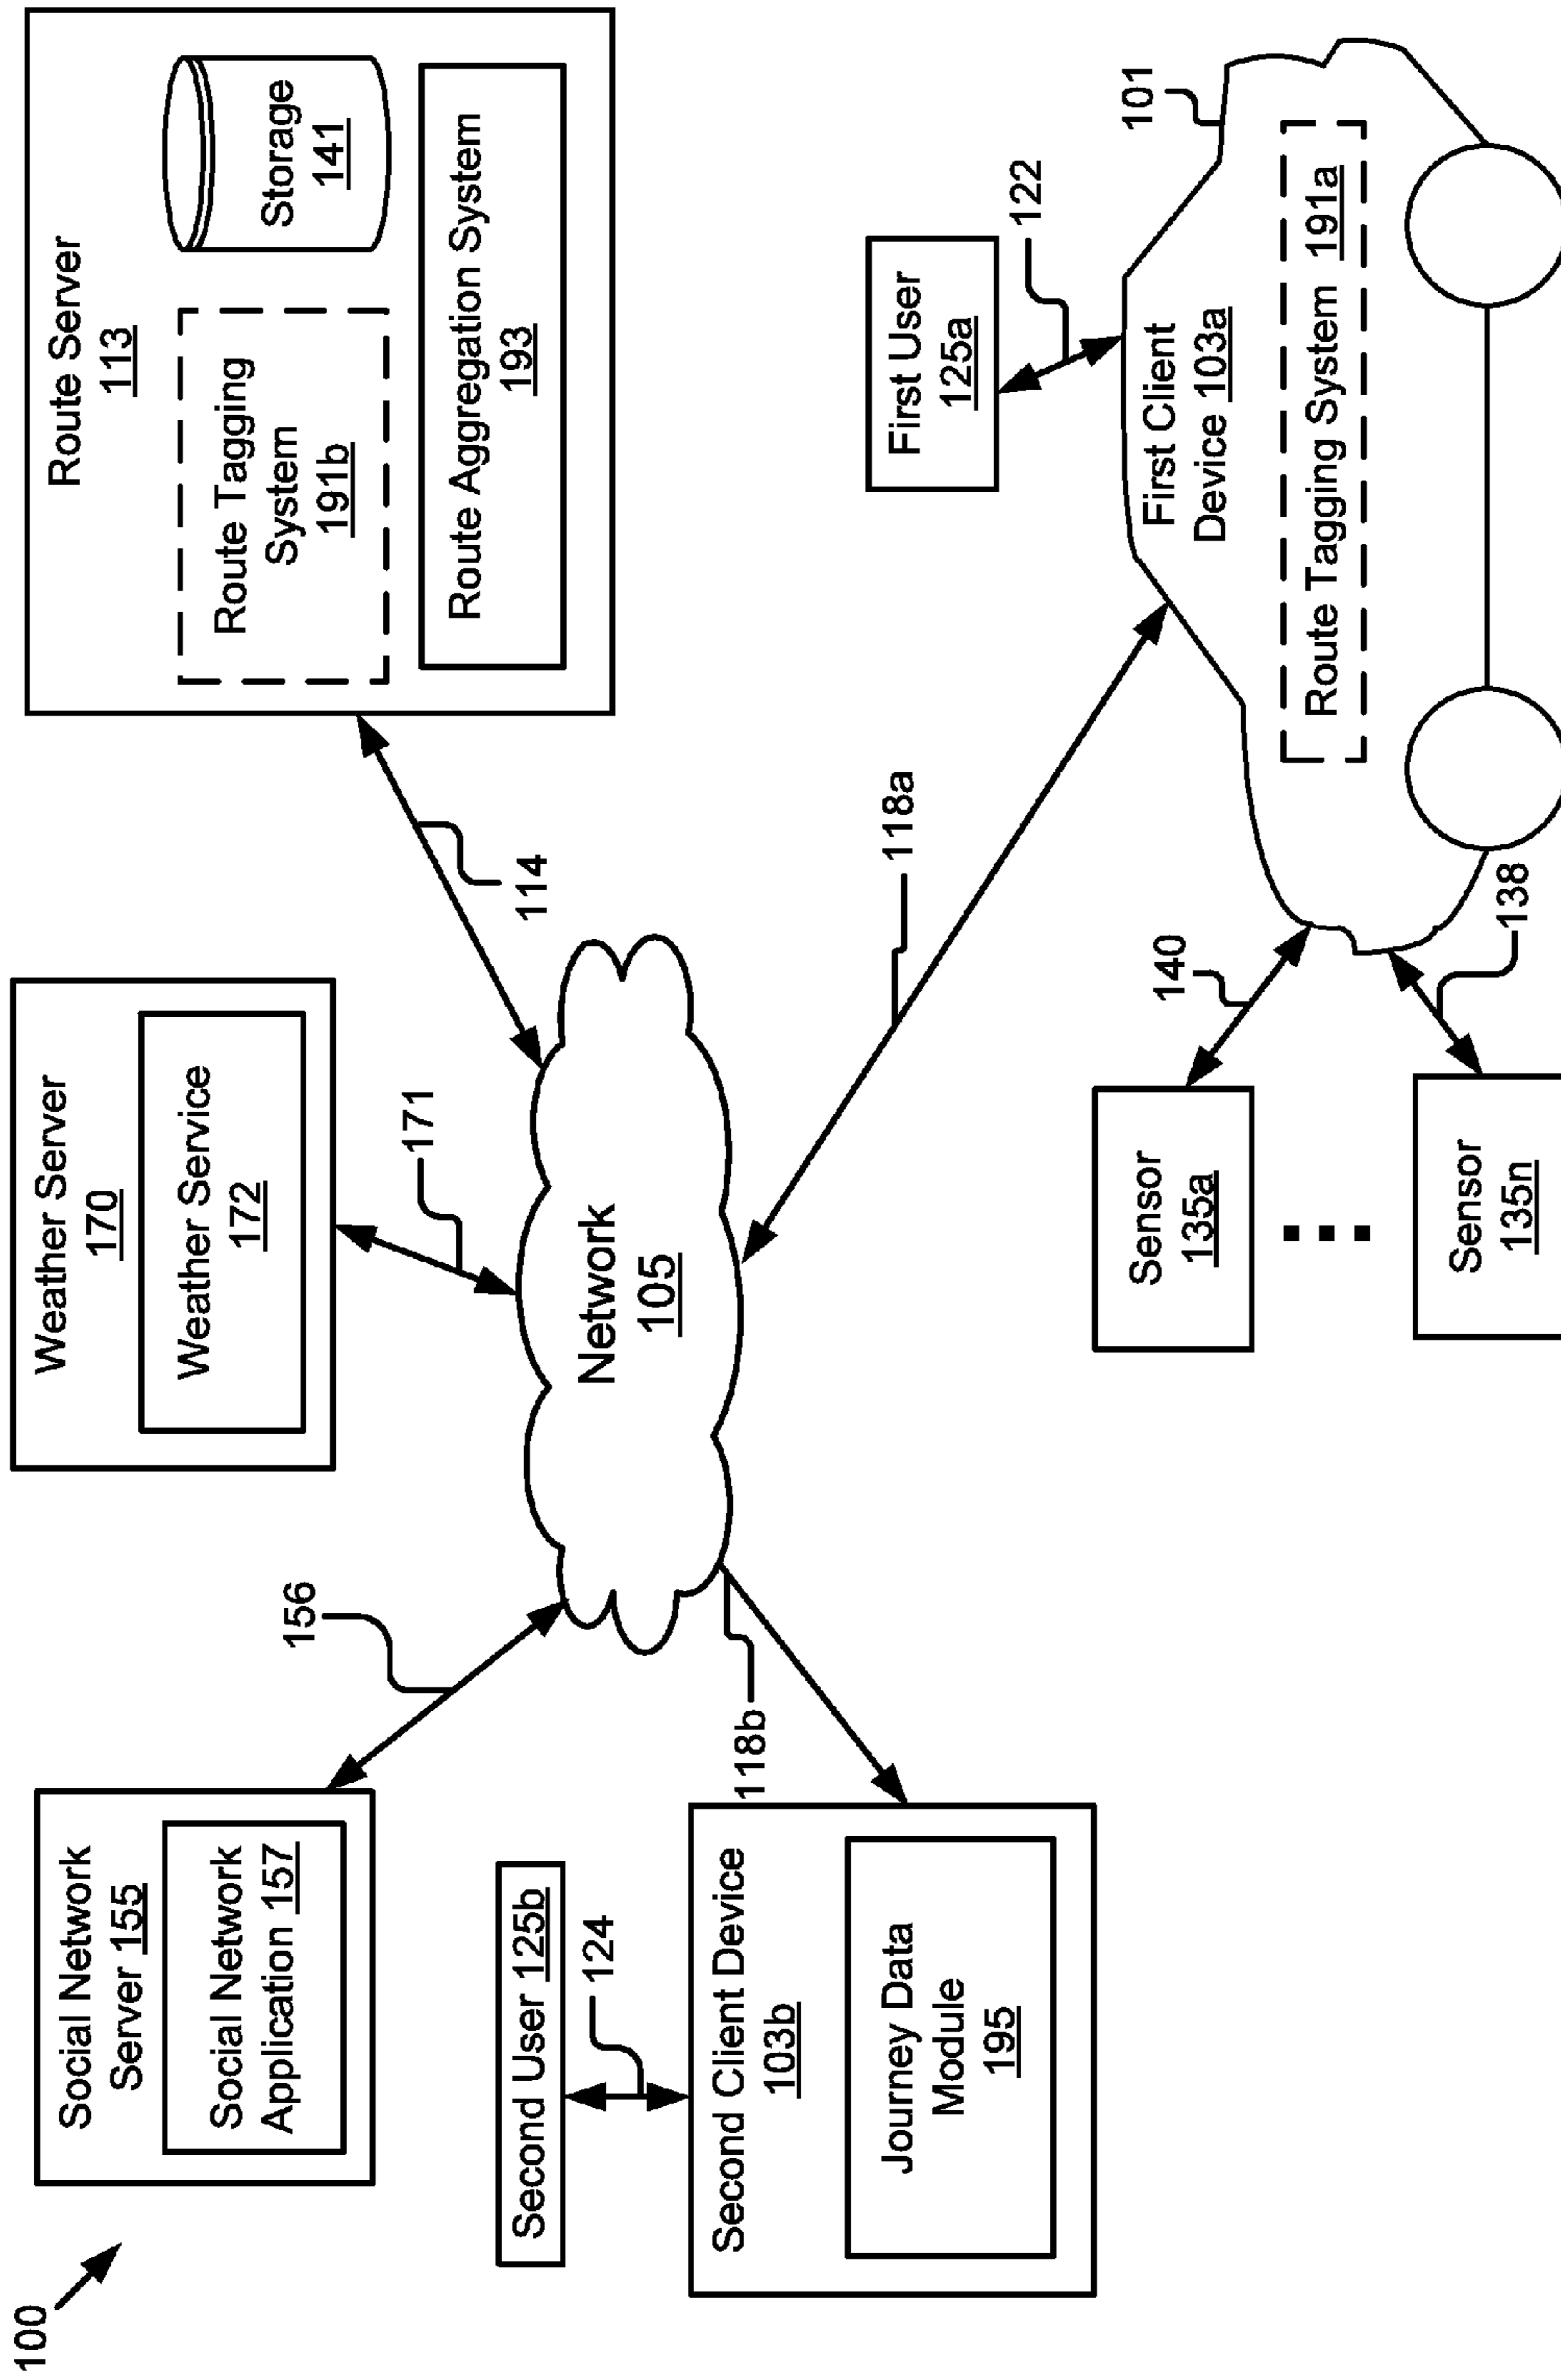 100
Social Network
Server 155
Social Network
Application 157
156
Weather Server
170
Weather Service
172
171
Route Server
113
Route Tagging
System
191b
Storage
141
Route Aggregation System
193
114
Network
105
Second User 125b
124
118b
Second Client Device
103b
Journey Data
Module
195
118a
First User
125a
122
101
First Client
Device 103a
Route Tagging System 191a
140
138
Sensor
135a
Sensor
135n